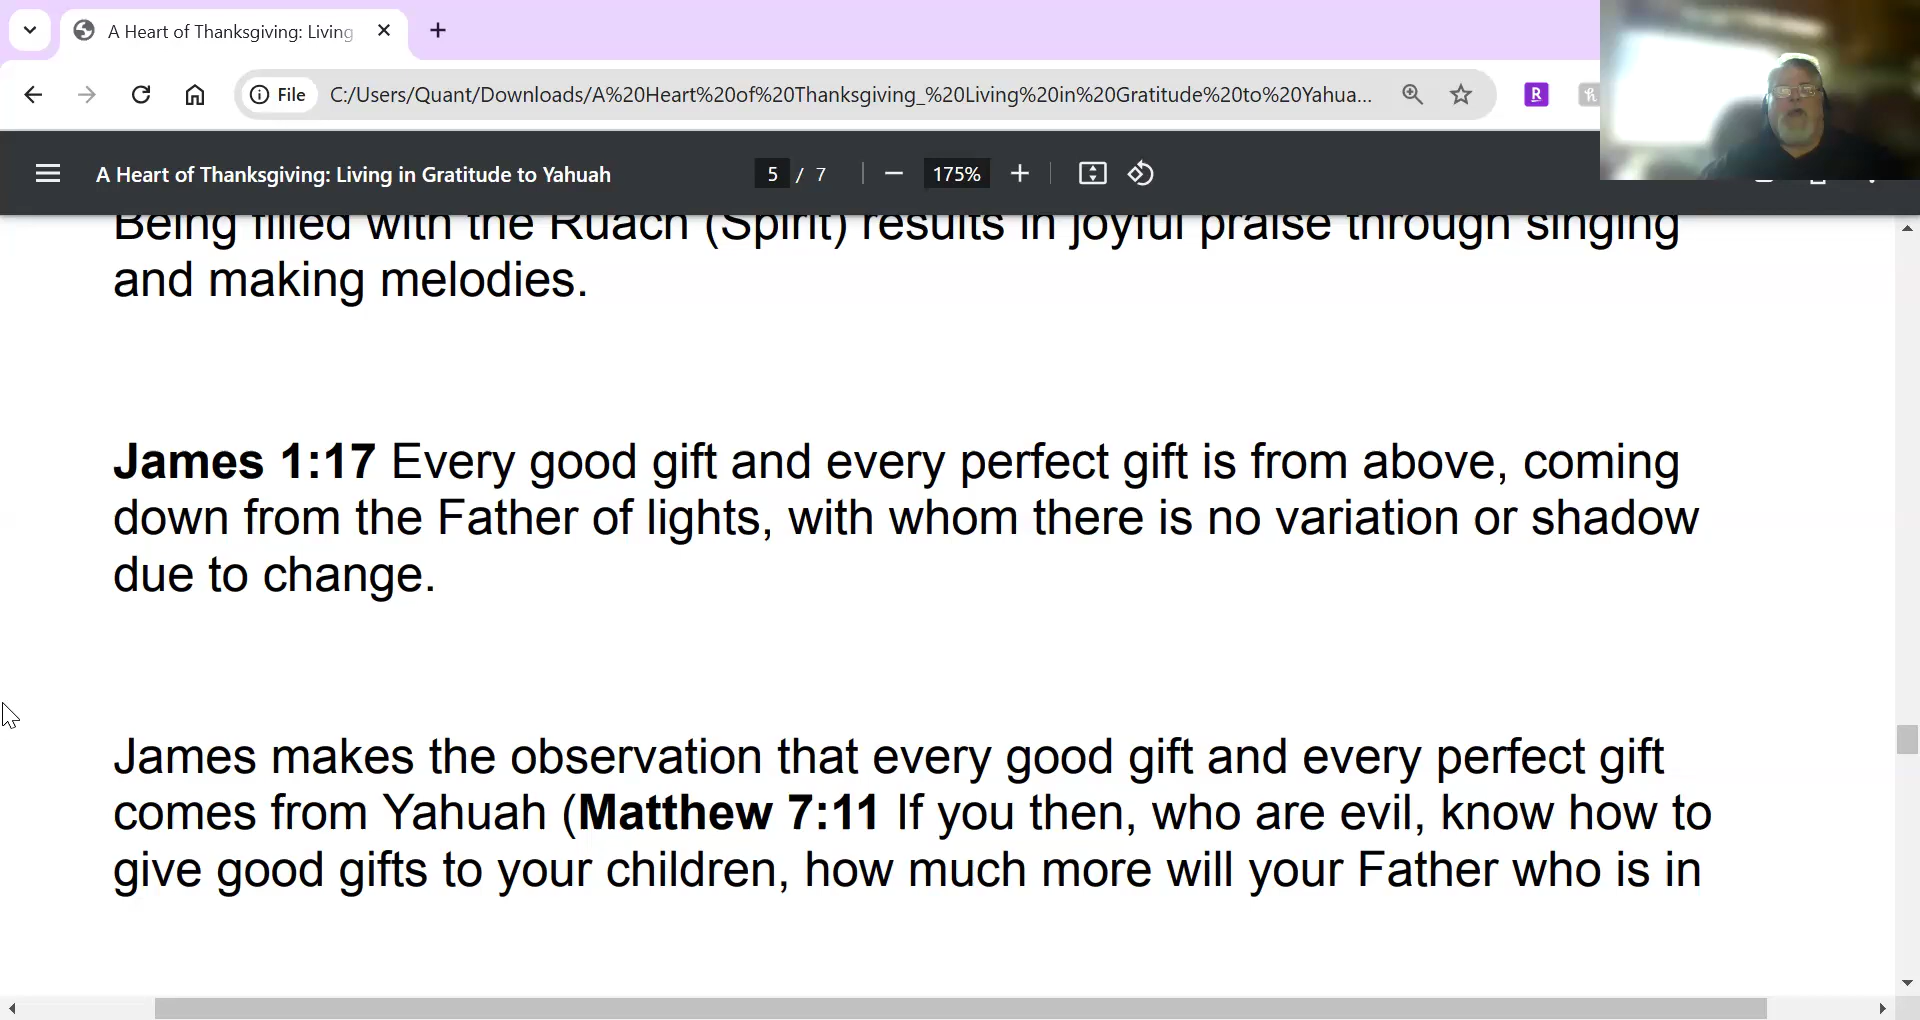 A Heart of Thanksgiving: Living
File C:/Users/Quant/Downloads/A%20Heart%20of%20Thanksgiving_%20Living%20in%20Gratitude%20to%20Yahua...
A Heart of Thanksgiving: Living in Gratitude to Yahuah 5 / 7 175%
Being filled with the Ruach (Spirit) results in joyful praise through singing
and making melodies.
James 1:17 Every good gift and every perfect gift is from above, coming
down from the Father of lights, with whom there is no variation or shadow
due to change.
James makes the observation that every good gift and every perfect gift
comes from Yahuah (Matthew 7:11 If you then, who are evil, know how to
give good gifts to your children, how much more will your Father who is in